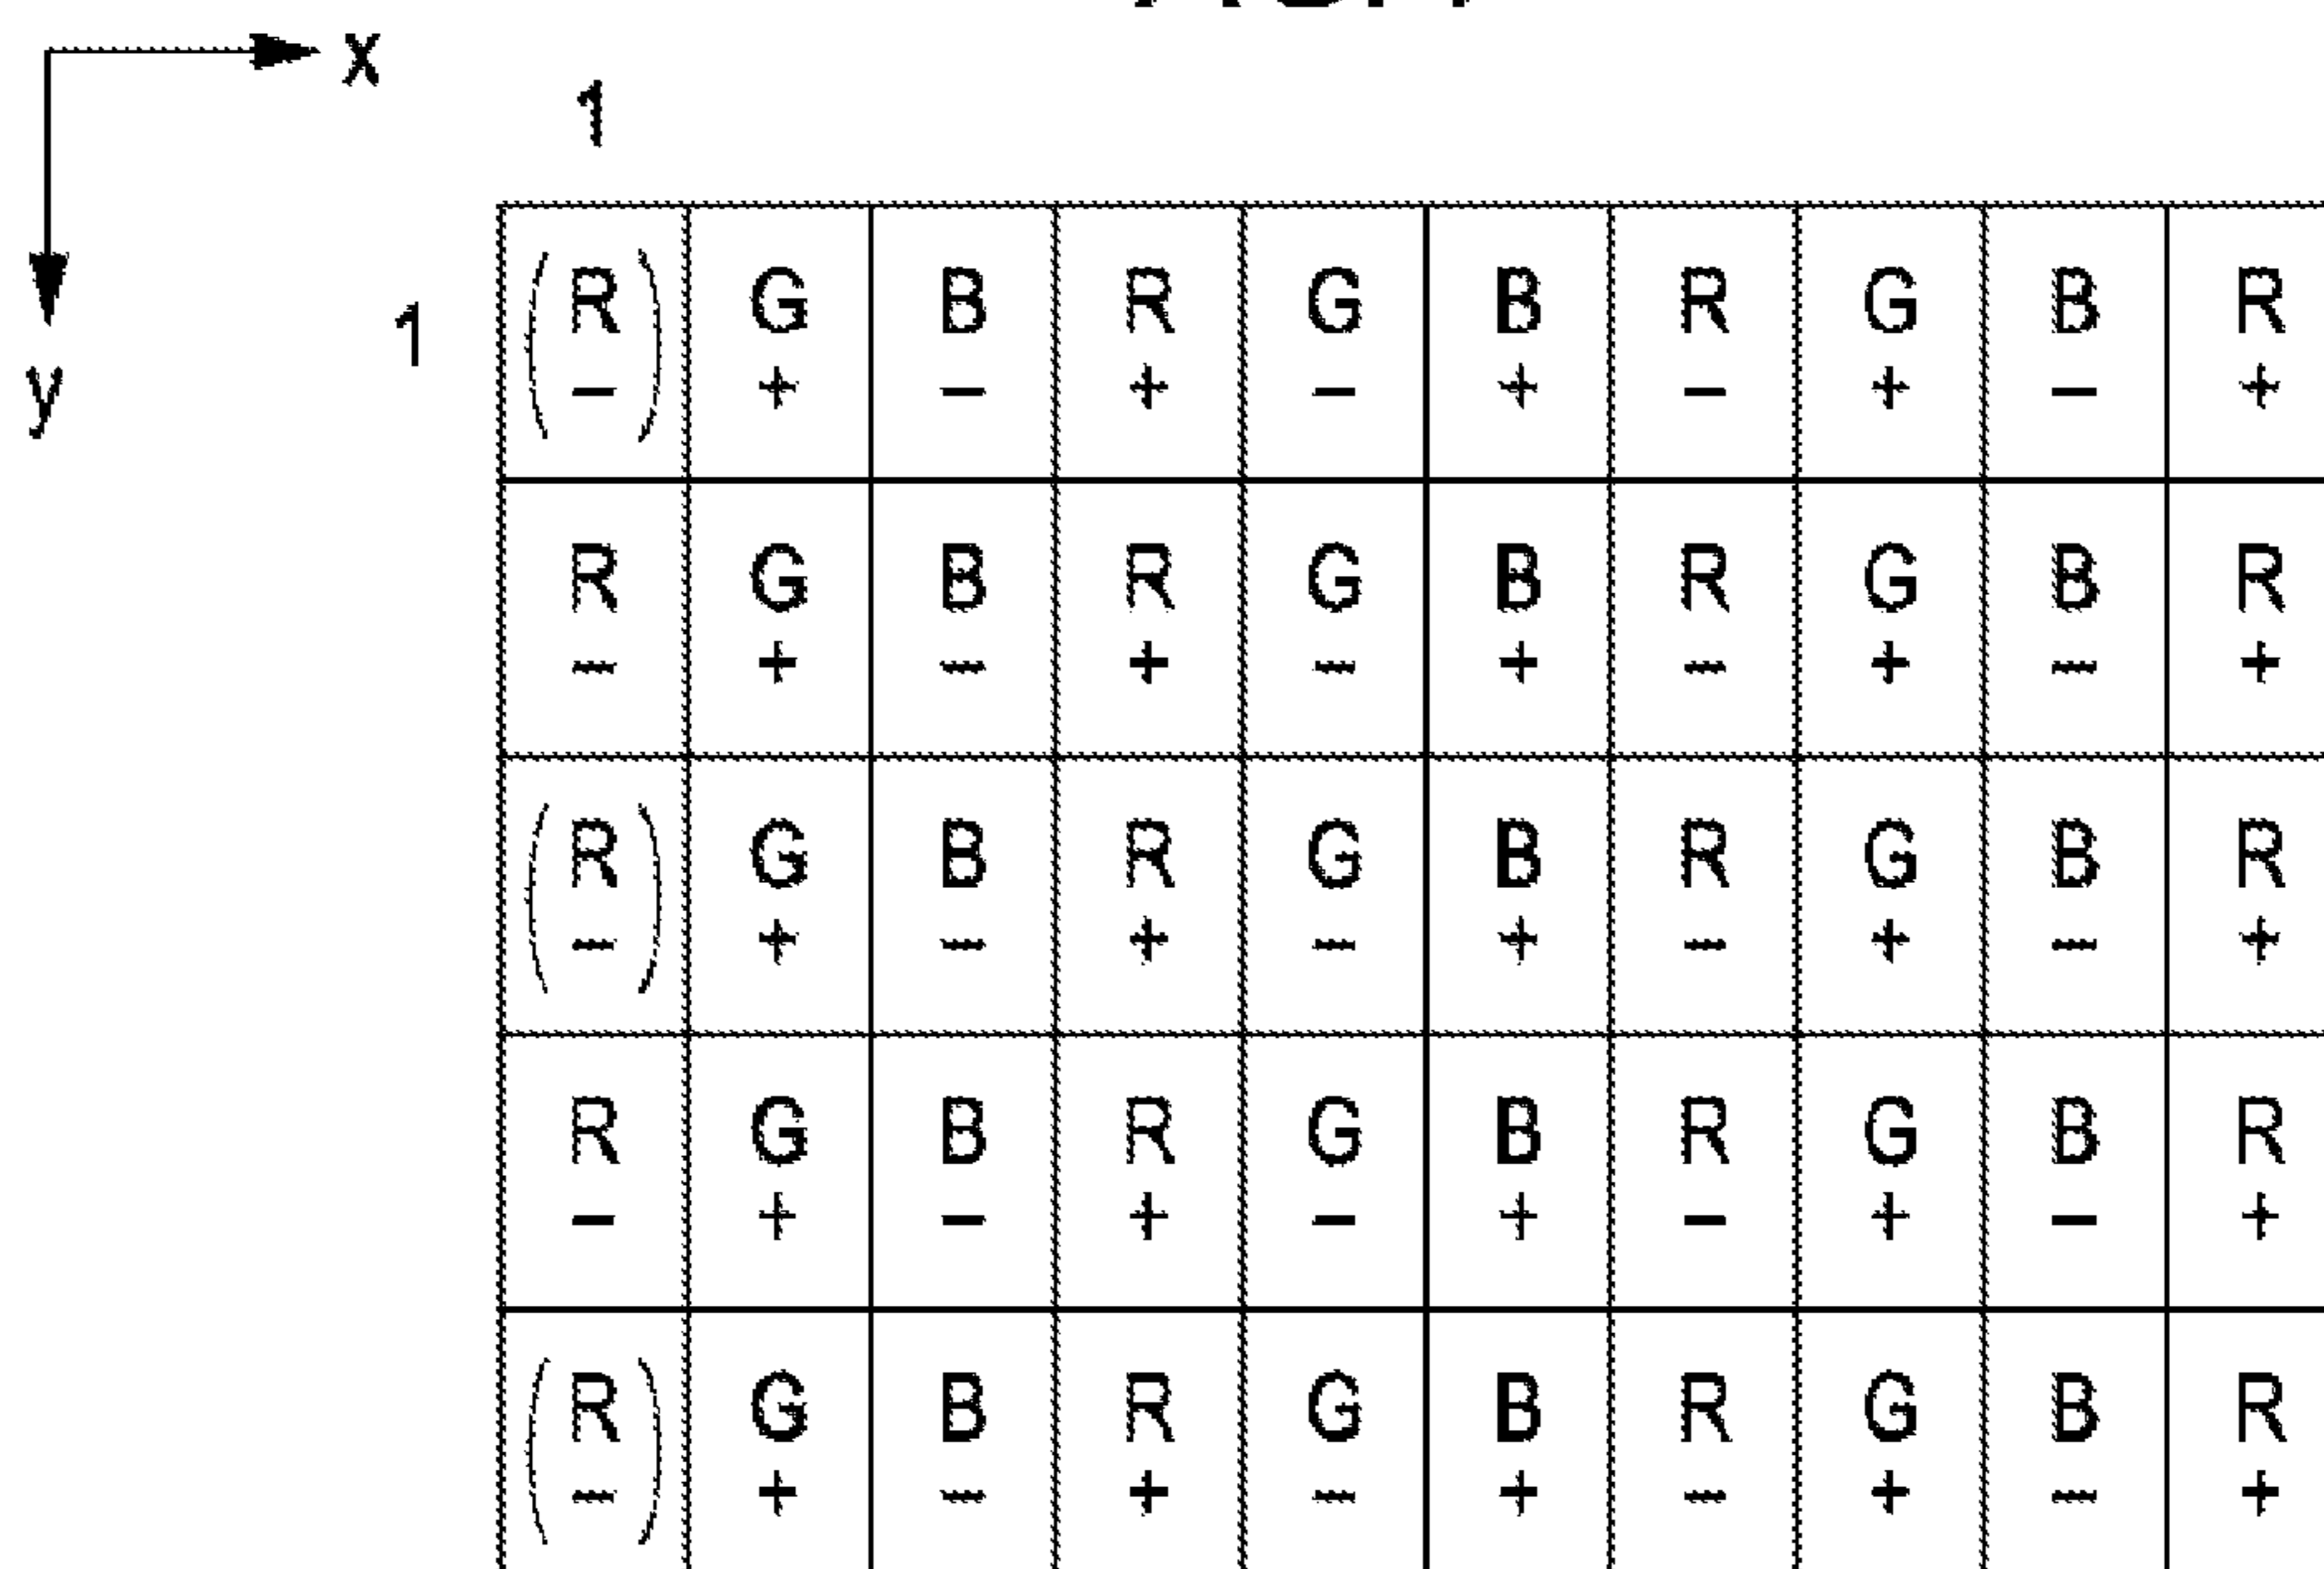 x
1
1
y
(R) G B R G B R G B R
(−) + − + − + − + − +
R G B R G B R G B R
− + − + − + − + − +
(R) G B R G B R G B R
(−) + − + − + − + − +
R G B R G B R G B R
− + − + − + − + − +
(R) G B R G B R G B R
(−) + − + − + − + − +